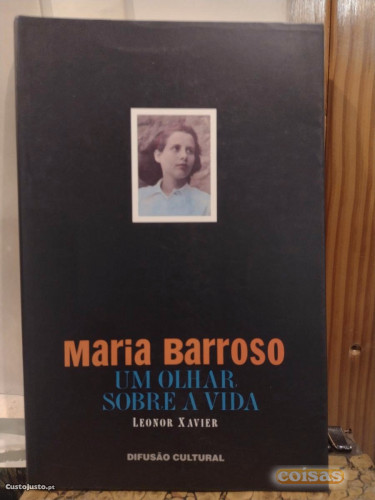 Maria Barroso
UM OLHAR
SOBRE A VIDA
LEONOR XAVIER
DIFUSÃO CULTURAL
CustoJusto.pt
coisas